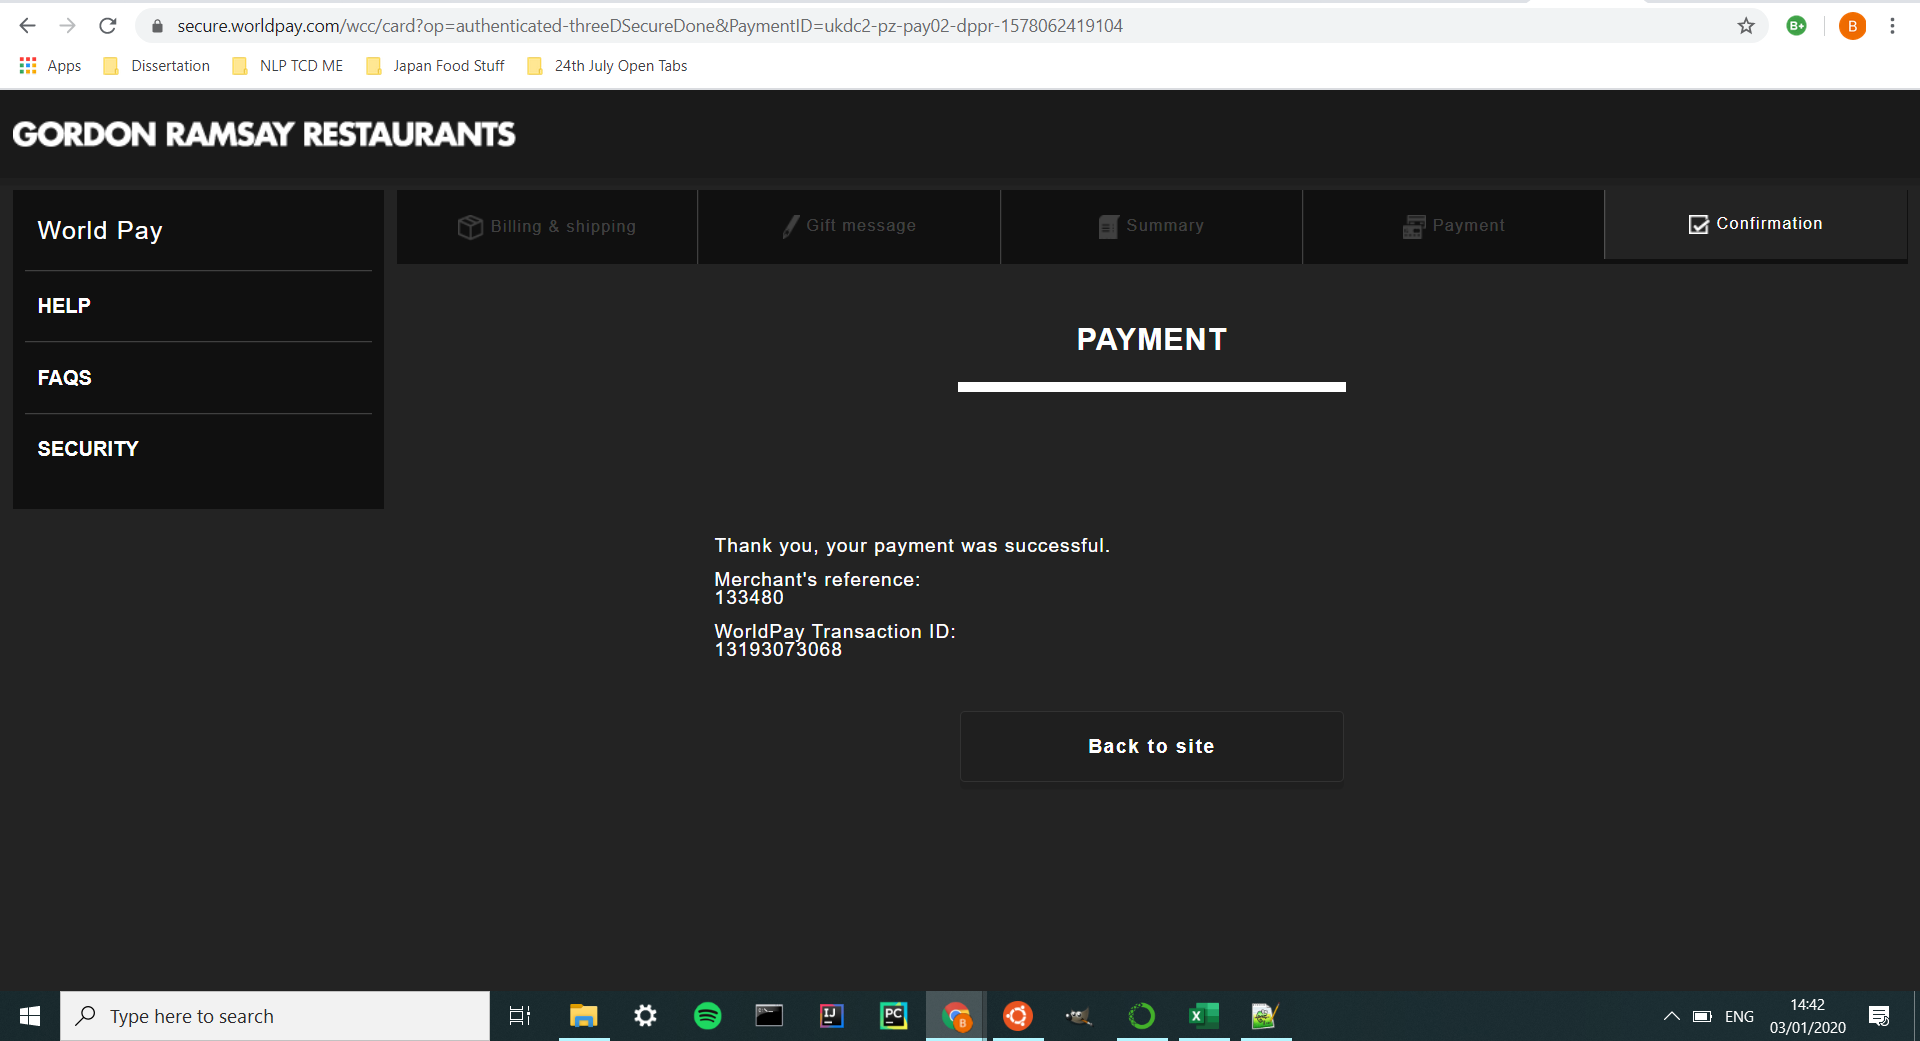 secure.worldpay.com/wcc/card?op=authenticated-threeDSecureDone&PaymentID=ukdc2-pz-pay02-dppr-1578062419104
B+
B
Apps
Dissertation
NLP TCD ME
Japan Food Stuff
24th July Open Tabs
GORDON RAMSAY RESTAURANTS
World Pay
HELP
FAQS
SECURITY
Billing & shipping
Gift message
Summary
Payment
Confirmation
PAYMENT
Thank you, your payment was successful.
Merchant's reference:
133480
WorldPay Transaction ID:
13193073068
Back to site
Type here to search
IJ
PC
B
X
ENG
14:42
03/01/2020